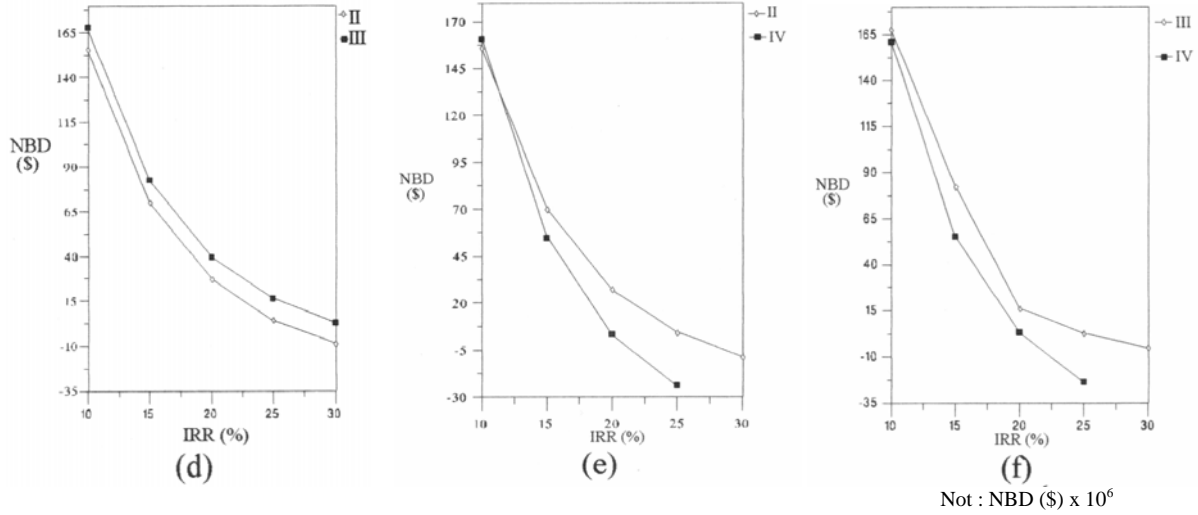 II
III
165
140
115
90
65
40
15
-10
-35
NBD
($)
10 15 20 25 30
IRR (%)
(d)
II
IV
170
145
120
95
70
45
20
-5
-30
NBD
($)
10 15 20 25 30
IRR (%)
(e)
III
IV
165
140
115
90
65
40
15
-10
-35
NBD
($)
10 15 20 25 30
IRR (%)
(f)
Not : NBD ($) x 10⁶